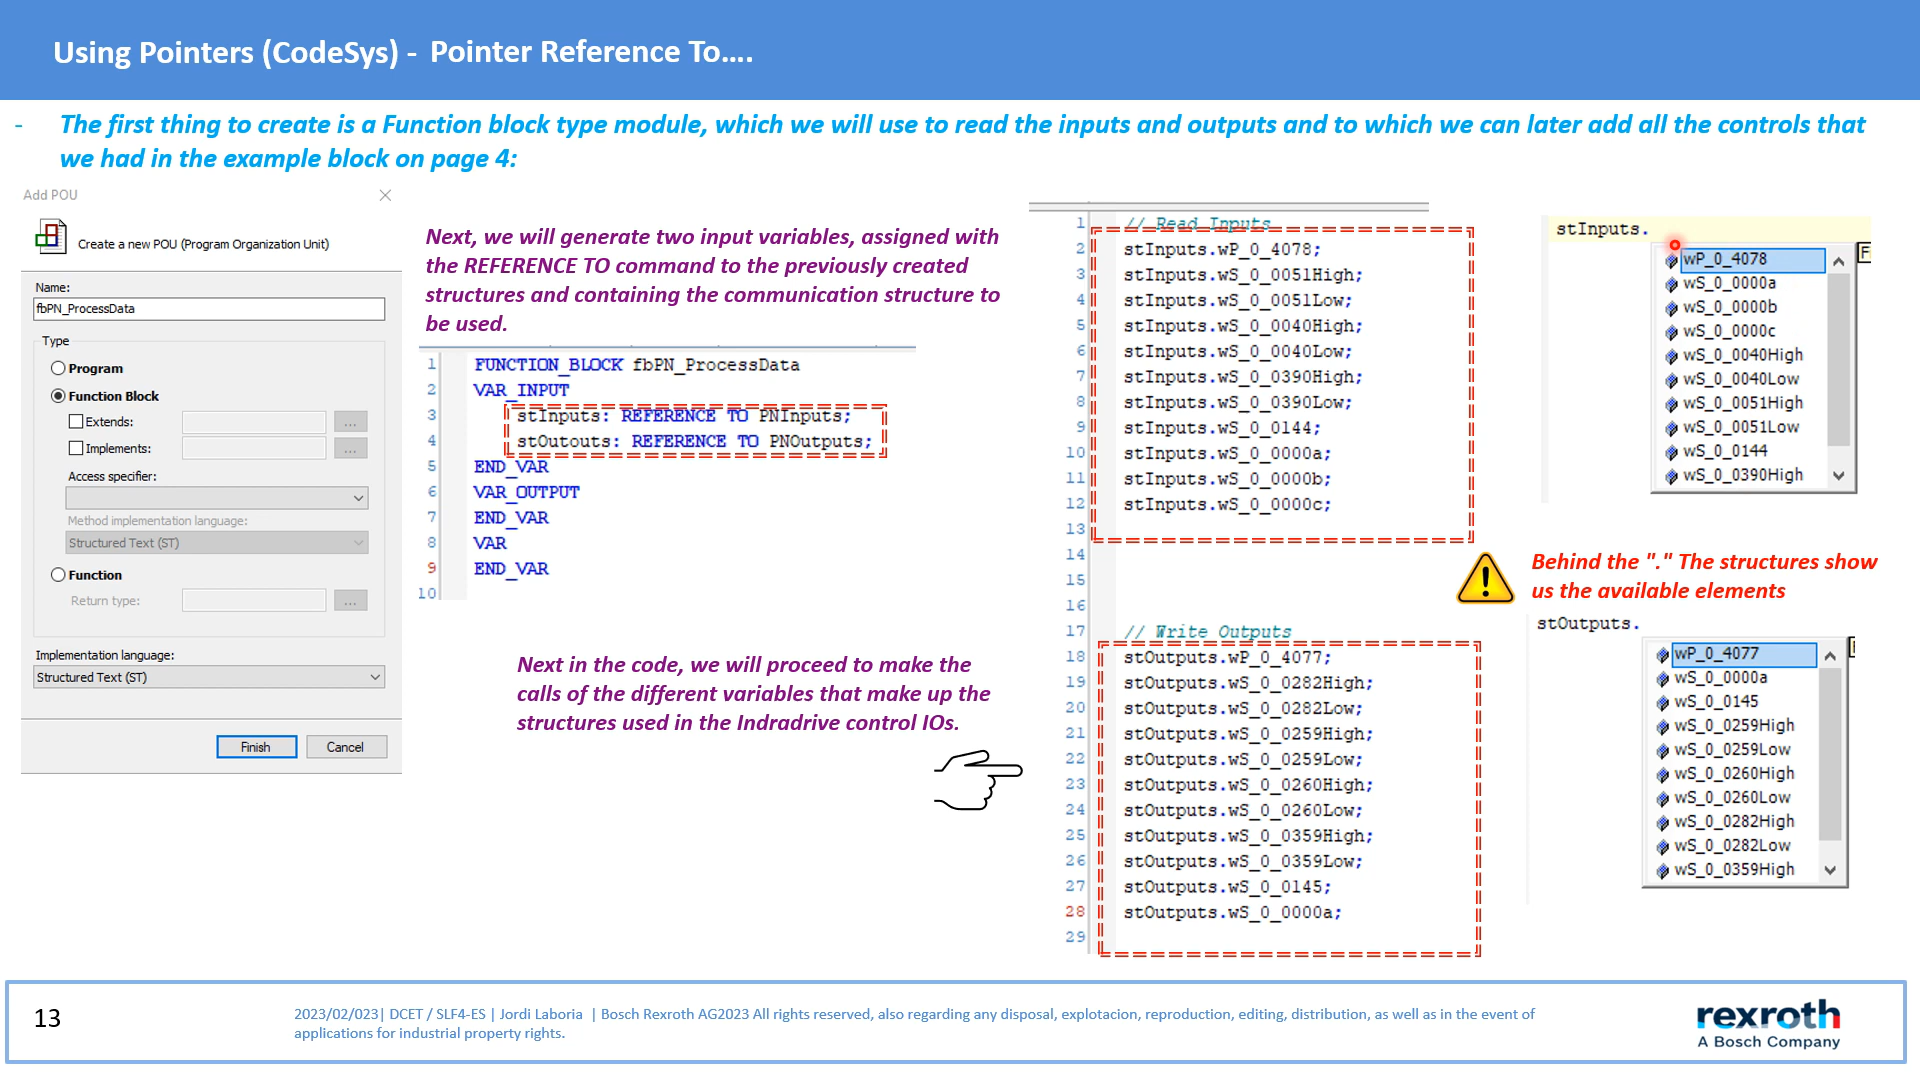 Using Pointers (CodeSys) - Pointer Reference To....
- The first thing to create is a Function block type module, which we will use to read the inputs and outputs and to which we can later add all the controls that
we had in the example block on page 4:
Add POU
Create a new POU (Program Organization Unit)
Name:
fbPN_ProcessData
Type
Program
Function Block
Extends:
...
Implements:
...
Access specifier:
Method implementation language:
Structured Text (ST)
Function
Return type:
...
Implementation language:
Structured Text (ST)
Finish
Cancel
Next, we will generate two input variables, assigned with
the REFERENCE TO command to the previously created
structures and containing the communication structure to
be used.
1 FUNCTION_BLOCK fbPN_ProcessData
2 VAR_INPUT
3 stInputs: REFERENCE TO PNInputs;
4 stOutouts: REFERENCE TO PNOutputs;
5 END_VAR
6 VAR_OUTPUT
7 END_VAR
8 VAR
9 END_VAR
10
Next in the code, we will proceed to make the
calls of the different variables that make up the
structures used in the Indradrive control IOs.
1 // Read Inputs
2 stInputs.wP_0_4078;
3 stInputs.wS_0_0051High;
4 stInputs.wS_0_0051Low;
5 stInputs.wS_0_0040High;
6 stInputs.wS_0_0040Low;
7 stInputs.wS_0_0390High;
8 stInputs.wS_0_0390Low;
9 stInputs.wS_0_0144;
10 stInputs.wS_0_0000a;
11 stInputs.wS_0_0000b;
12 stInputs.wS_0_0000c;
13
14
15
16
17 // Write Outputs
18 stOutputs.wP_0_4077;
19 stOutputs.wS_0_0282High;
20 stOutputs.wS_0_0282Low;
21 stOutputs.wS_0_0259High;
22 stOutputs.wS_0_0259Low;
23 stOutputs.wS_0_0260High;
24 stOutputs.wS_0_0260Low;
25 stOutputs.wS_0_0359High;
26 stOutputs.wS_0_0359Low;
27 stOutputs.wS_0_0145;
28 stOutputs.wS_0_0000a;
29
stInputs.
wP_0_4078
wS_0_0000a
wS_0_0000b
wS_0_0000c
wS_0_0040High
wS_0_0040Low
wS_0_0051High
wS_0_0051Low
wS_0_0144
wS_0_0390High
Behind the "." The structures show
us the available elements
stOutputs.
wP_0_4077
wS_0_0000a
wS_0_0145
wS_0_0259High
wS_0_0259Low
wS_0_0260High
wS_0_0260Low
wS_0_0282High
wS_0_0282Low
wS_0_0359High
13
2023/02/023| DCET / SLF4-ES | Jordi Laboria | Bosch Rexroth AG2023 All rights reserved, also regarding any disposal, explotacion, reproduction, editing, distribution, as well as in the event of
applications for industrial property rights.
rexroth
A Bosch Company